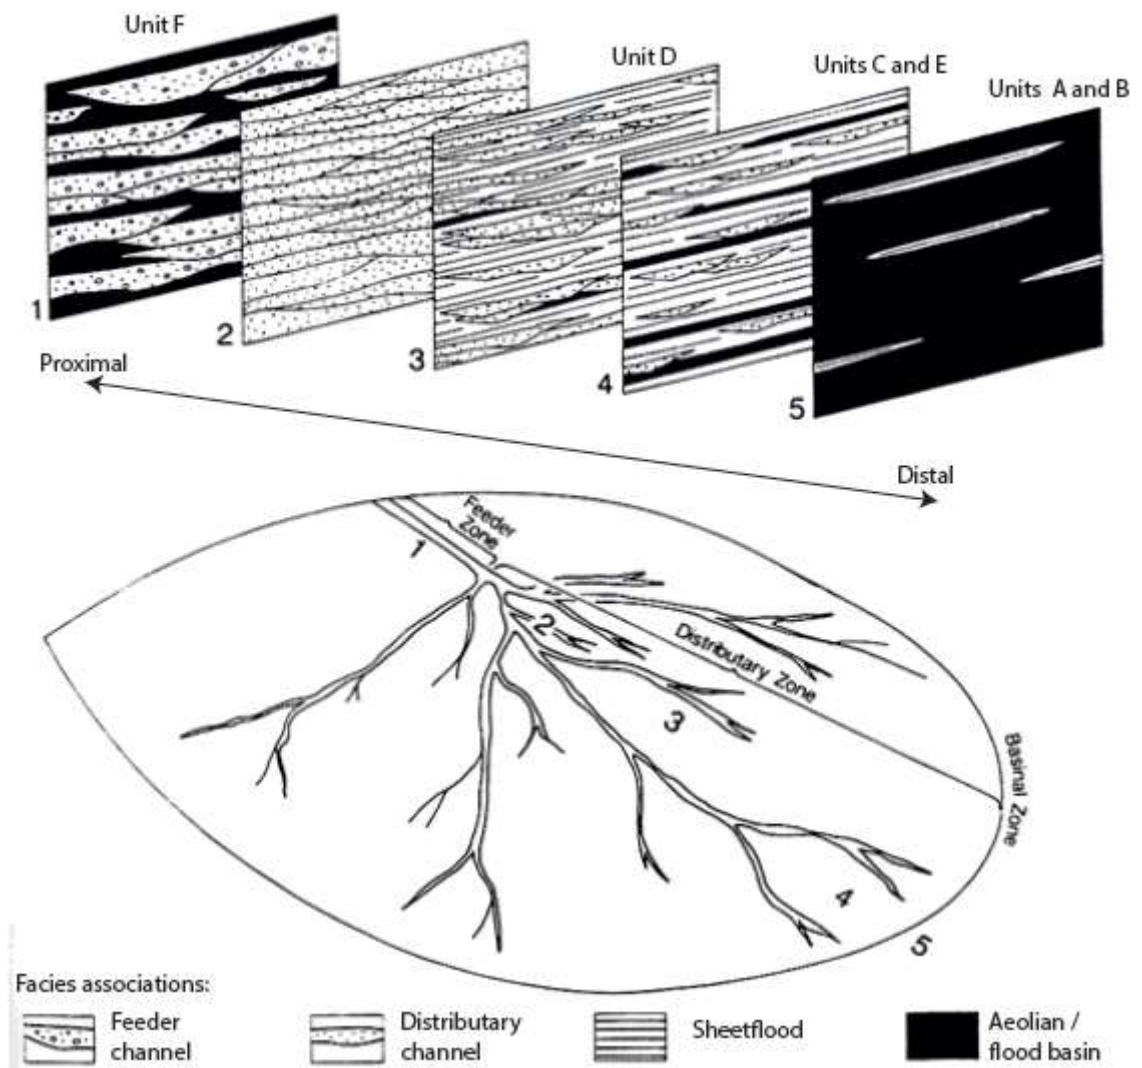 Unit F
Unit D
Units C and E
Units A and B
1
2
3
4
5
Proximal
Distal
Feeder
Zone
1
2
Distributary Zone
3
Basinal Zone
4
5
Facies associations:
Feeder
channel
Distributary
channel
Sheetflood
Aeolian /
flood basin